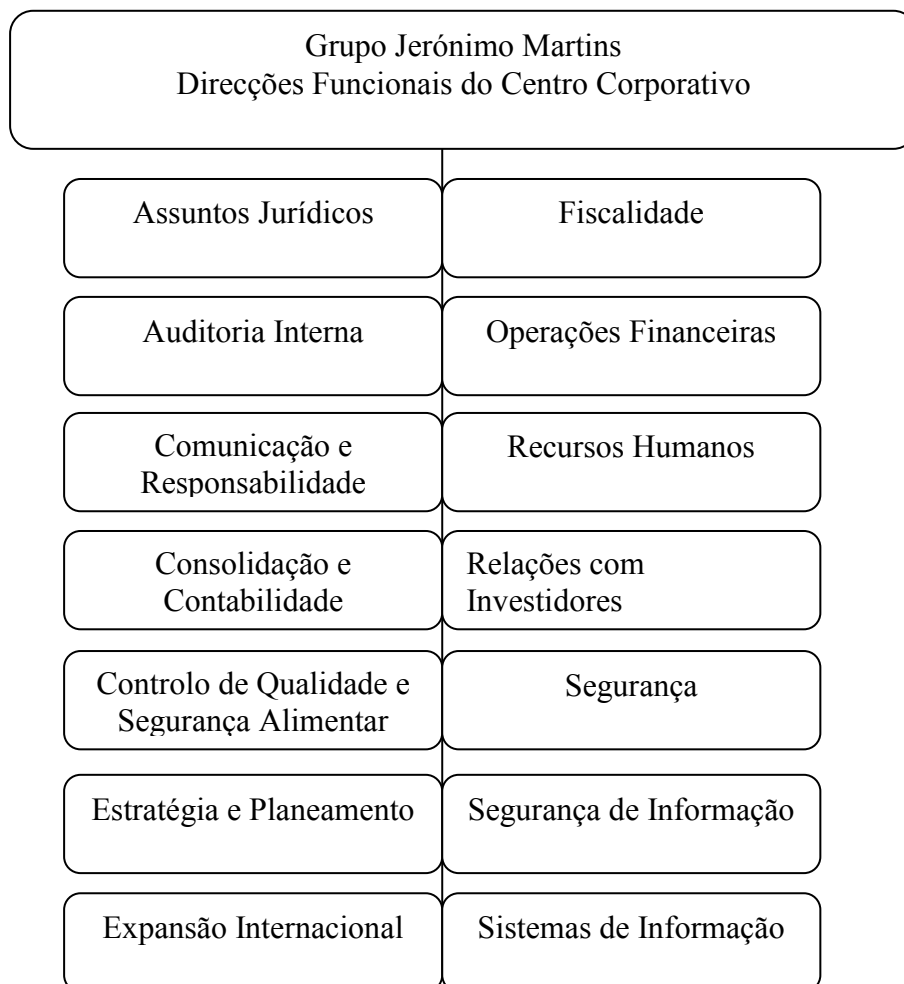 Grupo Jerónimo Martins
Direcções Funcionais do Centro Corporativo
Assuntos Jurídicos
Fiscalidade
Auditoria Interna
Operações Financeiras
Comunicação e
Responsabilidade
Recursos Humanos
Consolidação e
Contabilidade
Relações com
Investidores
Controlo de Qualidade e
Segurança Alimentar
Segurança
Estratégia e Planeamento
Segurança de Informação
Expansão Internacional
Sistemas de Informação